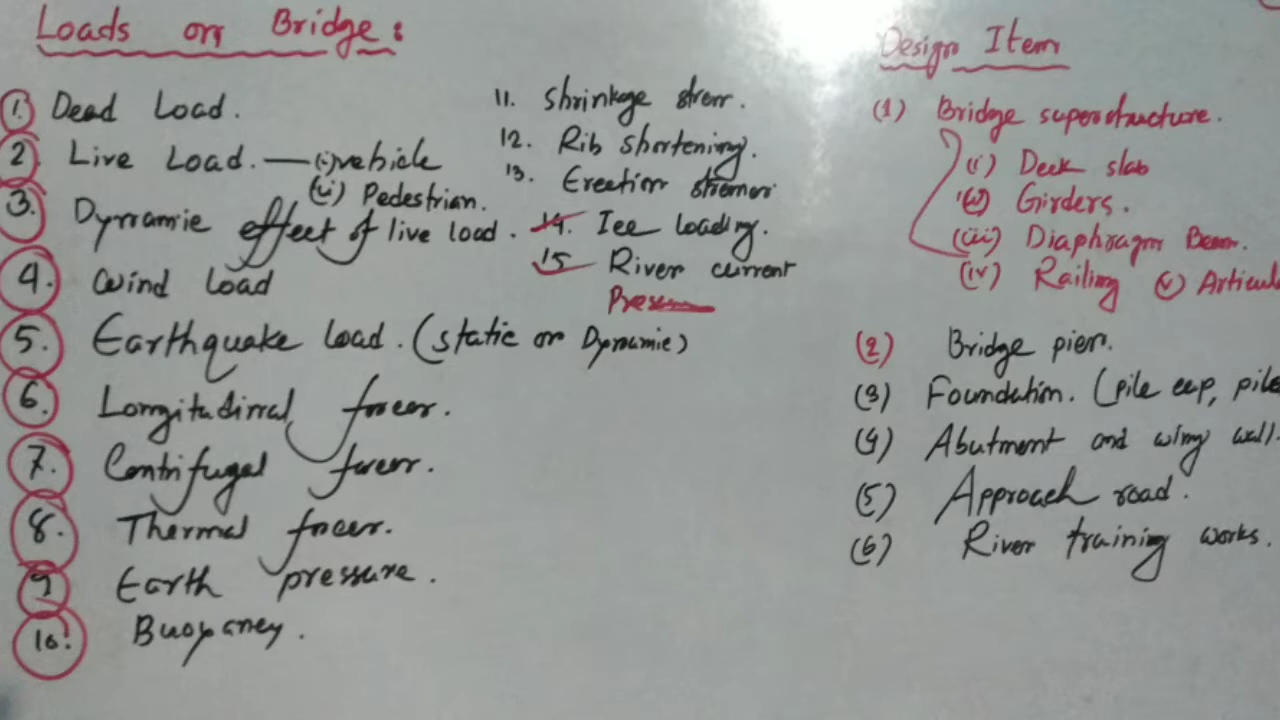 Loads on Bridge:
1. Dead Load.
2. Live Load. — (i) vehicle
(ii) Pedestrian.
3. Dynamic effect of live load.
4. Wind load
5. Earthquake load. (static or Dynamic)
6. Longitudinal forces.
7. Centrifugal forces.
8. Thermal forces.
9 Earth pressure.
10. Buoyancy.
11. Shrinkage stress.
12. Rib shortening.
13. Erection stresses
14. Ice loading.
15 River current
Design Item
(1) Bridge superstructure.
(i) Deck slab
(ii) Girders.
(iii) Diaphragm Beam.
(iv) Railing (v)
(2) Bridge pier.
(3) Foundation. (pile cap, pile
(4) Abutment and wing wall.
(5) Approach road.
(6) River training works.